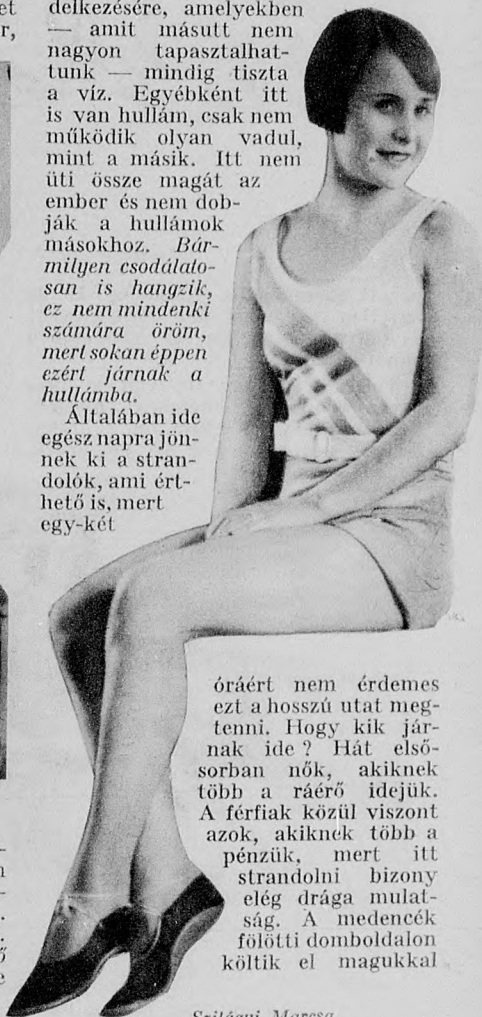 et
r,
delkezésére, amelyekben
— amit másutt nem
nagyon tapasztalhat-
tunk — mindig tiszta
a víz. Egyébként itt
is van hullám, csak nem
működik olyan vadul,
mint a másik. Itt nem
üti össze magát az
ember és nem dob-
ják a hullámok
másokhoz. Bár-
milyen csodálato-
san is hangzik,
ez nem mindenki
számára öröm,
mert sokan éppen
ezért járnak a
hullámba.
Általában ide
egész napra jön-
nek ki a stran-
dolók, ami ért-
hető is, mert
egy-két
óráért nem érdemes
ezt a hosszú utat meg-
tenni. Hogy kik jár-
nak ide? Hát első-
sorban nők, akiknek
több a ráérő idejük.
A férfiak közül viszont
azok, akiknek több a
pénzük, mert itt
strandolni bizony
elég drága mulat-
ság. A medencék
fölötti domboldalon
költik el magukkal